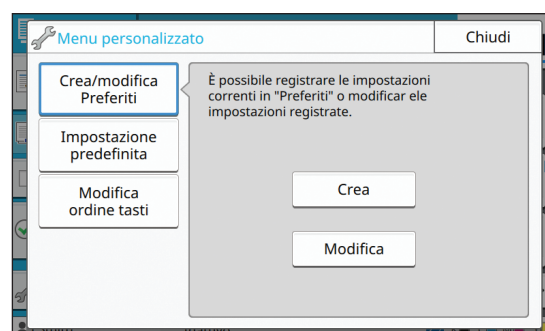 Menu personalizzato
Chiudi
Crea/modifica
Preferiti
Impostazione
predefinita
Modifica
ordine tasti
È possibile registrare le impostazioni
correnti in "Preferiti" o modificar ele
impostazioni registrate.
Crea
Modifica